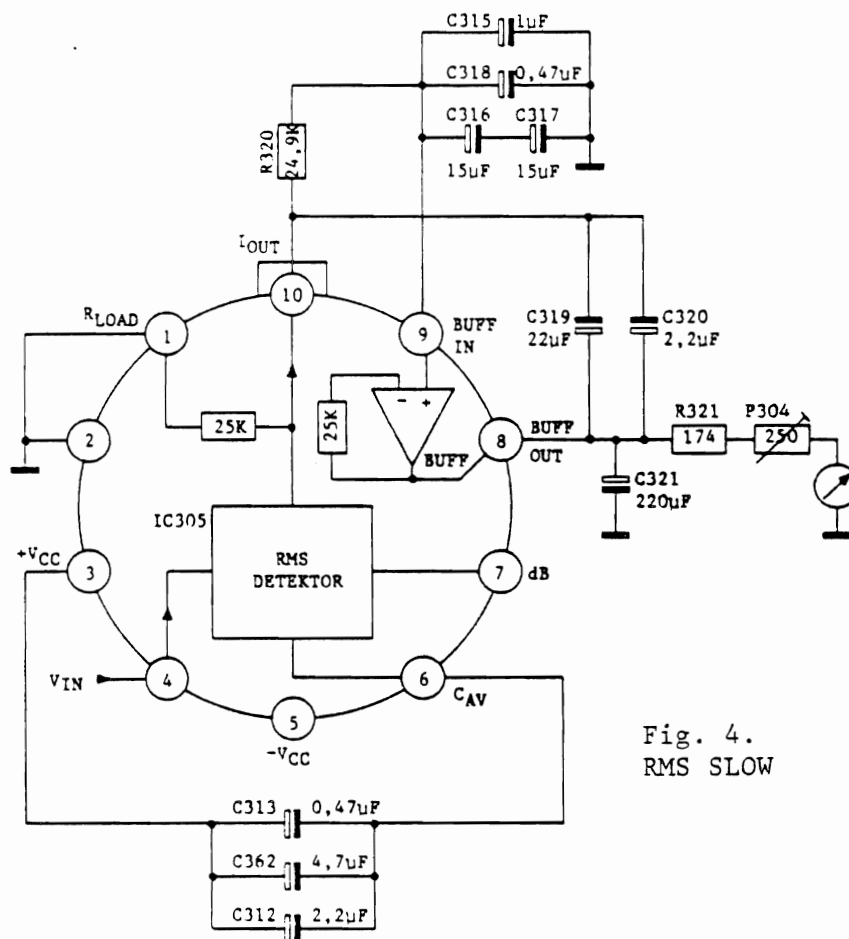 C315 1uF
C318 0,47uF
C316 C317
15uF 15uF
R320
24,9K
IOUT
10
RLOAD
1
9
BUFF
IN
C319
22uF
C320
2,2uF
25K
25K
- +
BUFF
2
8
BUFF
OUT
R321
174
P304
250
C321
220uF
IC305
RMS
DETEKTOR
+VCC
3
7
dB
VIN
4
6
CAV
5
-VCC
Fig. 4.
RMS SLOW
C313 0,47uF
C362 4,7uF
C312 2,2uF